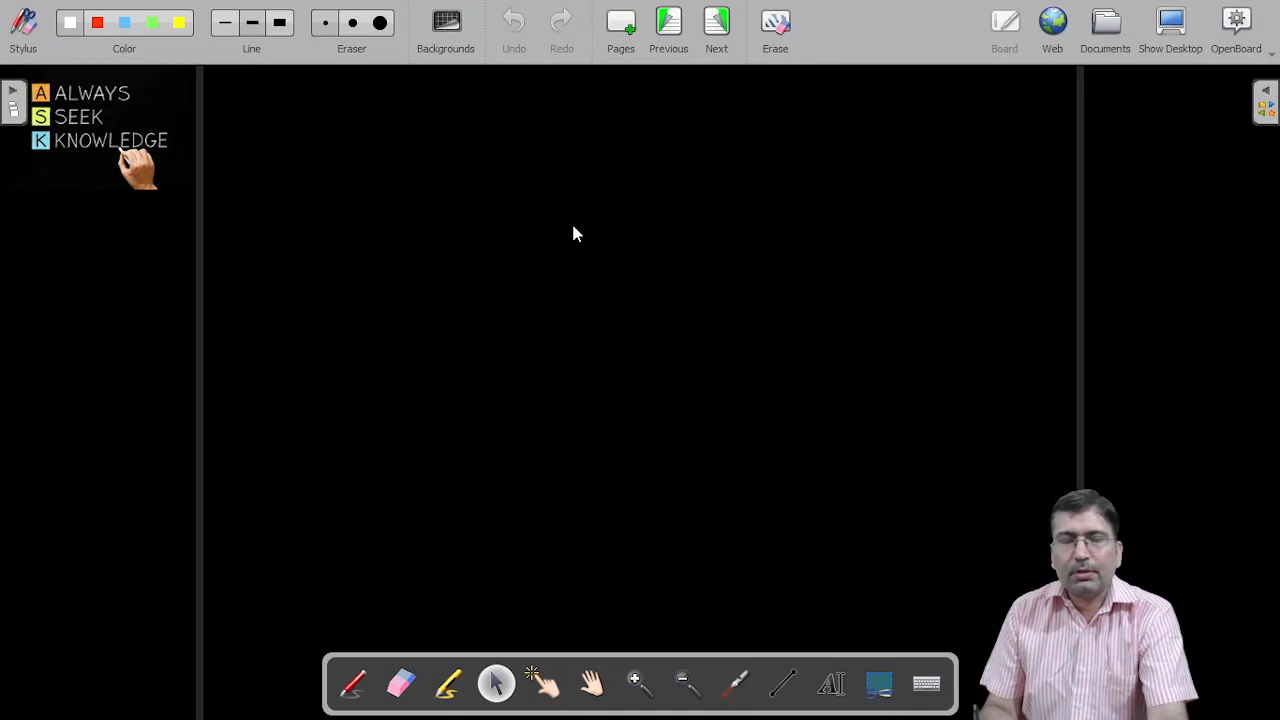 Stylus
Color
Line
Eraser
Backgrounds
Undo
Redo
Pages
Previous
Next
Erase
Board
Web
Documents
Show Desktop
OpenBoard
A ALWAYS
S SEEK
K KNOWLEDGE
AI